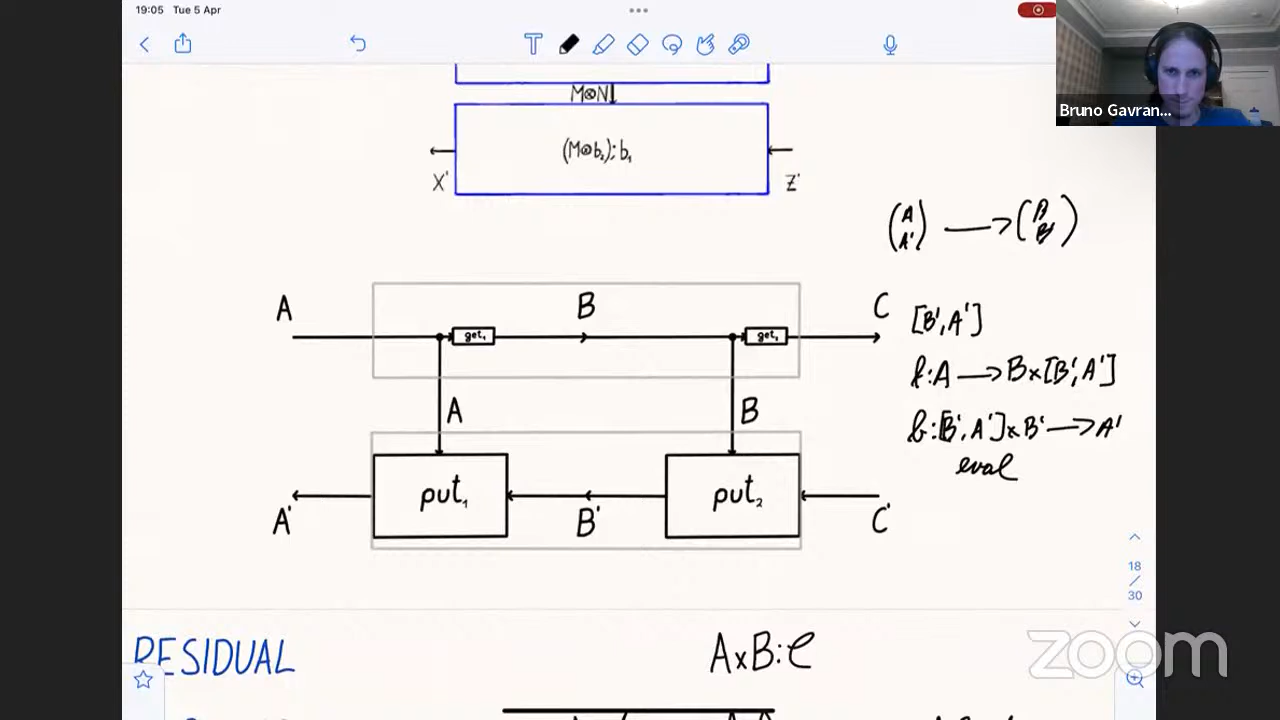 19:05 Tue 5 Apr
Bruno Gavran...
M⊗N
(M⊗b₂);b₁
X'
Z'
(A A') → (B B')
A
B
C
get₁
get₂
[B',A']
f:A → B×[B',A']
A
B
b:[B',A']×B' → A'
eval
put₁
put₂
A'
B'
C'
18
/
30
RESIDUAL
A×B:C
zoom